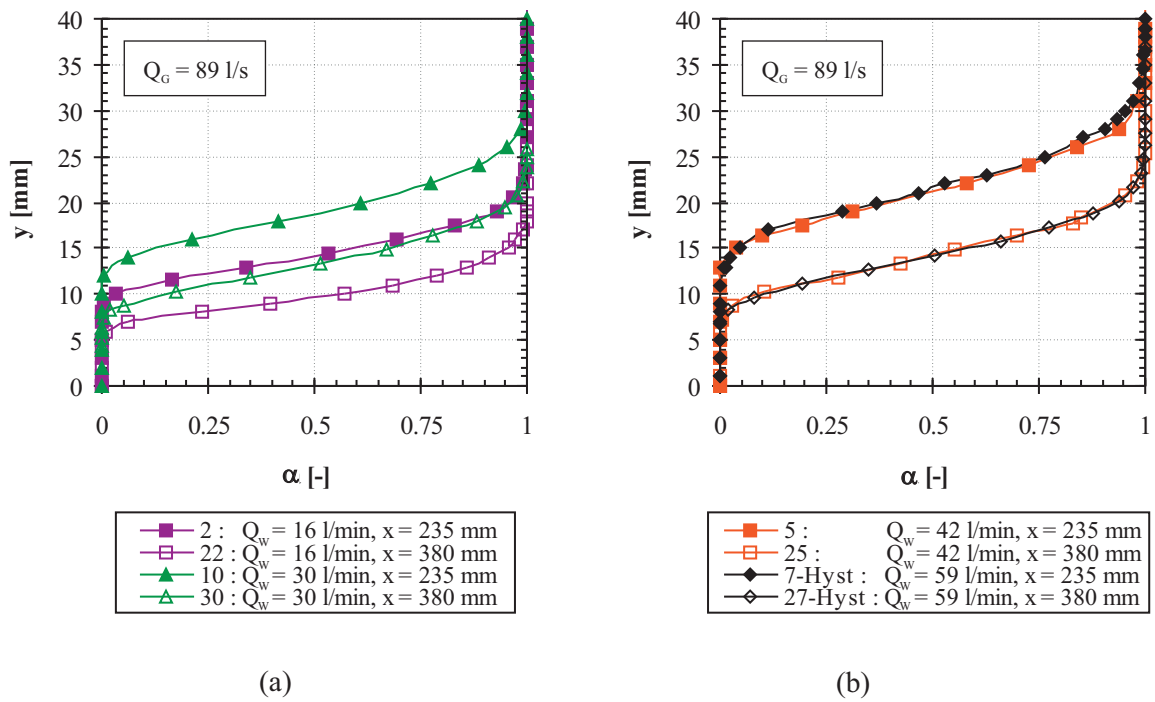 40
35
30
25
20
15
10
5
0
y [mm]
Q_G = 89 l/s
0 0.25 0.5 0.75 1
α [-]
2 : Q_W = 16 l/min, x = 235 mm
22 : Q_W = 16 l/min, x = 380 mm
10 : Q_W = 30 l/min, x = 235 mm
30 : Q_W = 30 l/min, x = 380 mm
(a)
40
35
30
25
20
15
10
5
0
y [mm]
Q_G = 89 l/s
0 0.25 0.5 0.75 1
α [-]
5 : Q_W = 42 l/min, x = 235 mm
25 : Q_W = 42 l/min, x = 380 mm
7-Hyst : Q_W = 59 l/min, x = 235 mm
27-Hyst : Q_W = 59 l/min, x = 380 mm
(b)